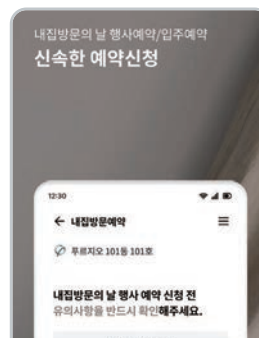 내집방문의 날 행사예약/입주예약
신속한 예약신청
12:30
← 내집방문예약
푸르지오 101동 101호
내집방문의 날 행사 예약 신청 전
유의사항을 반드시 확인해주세요.